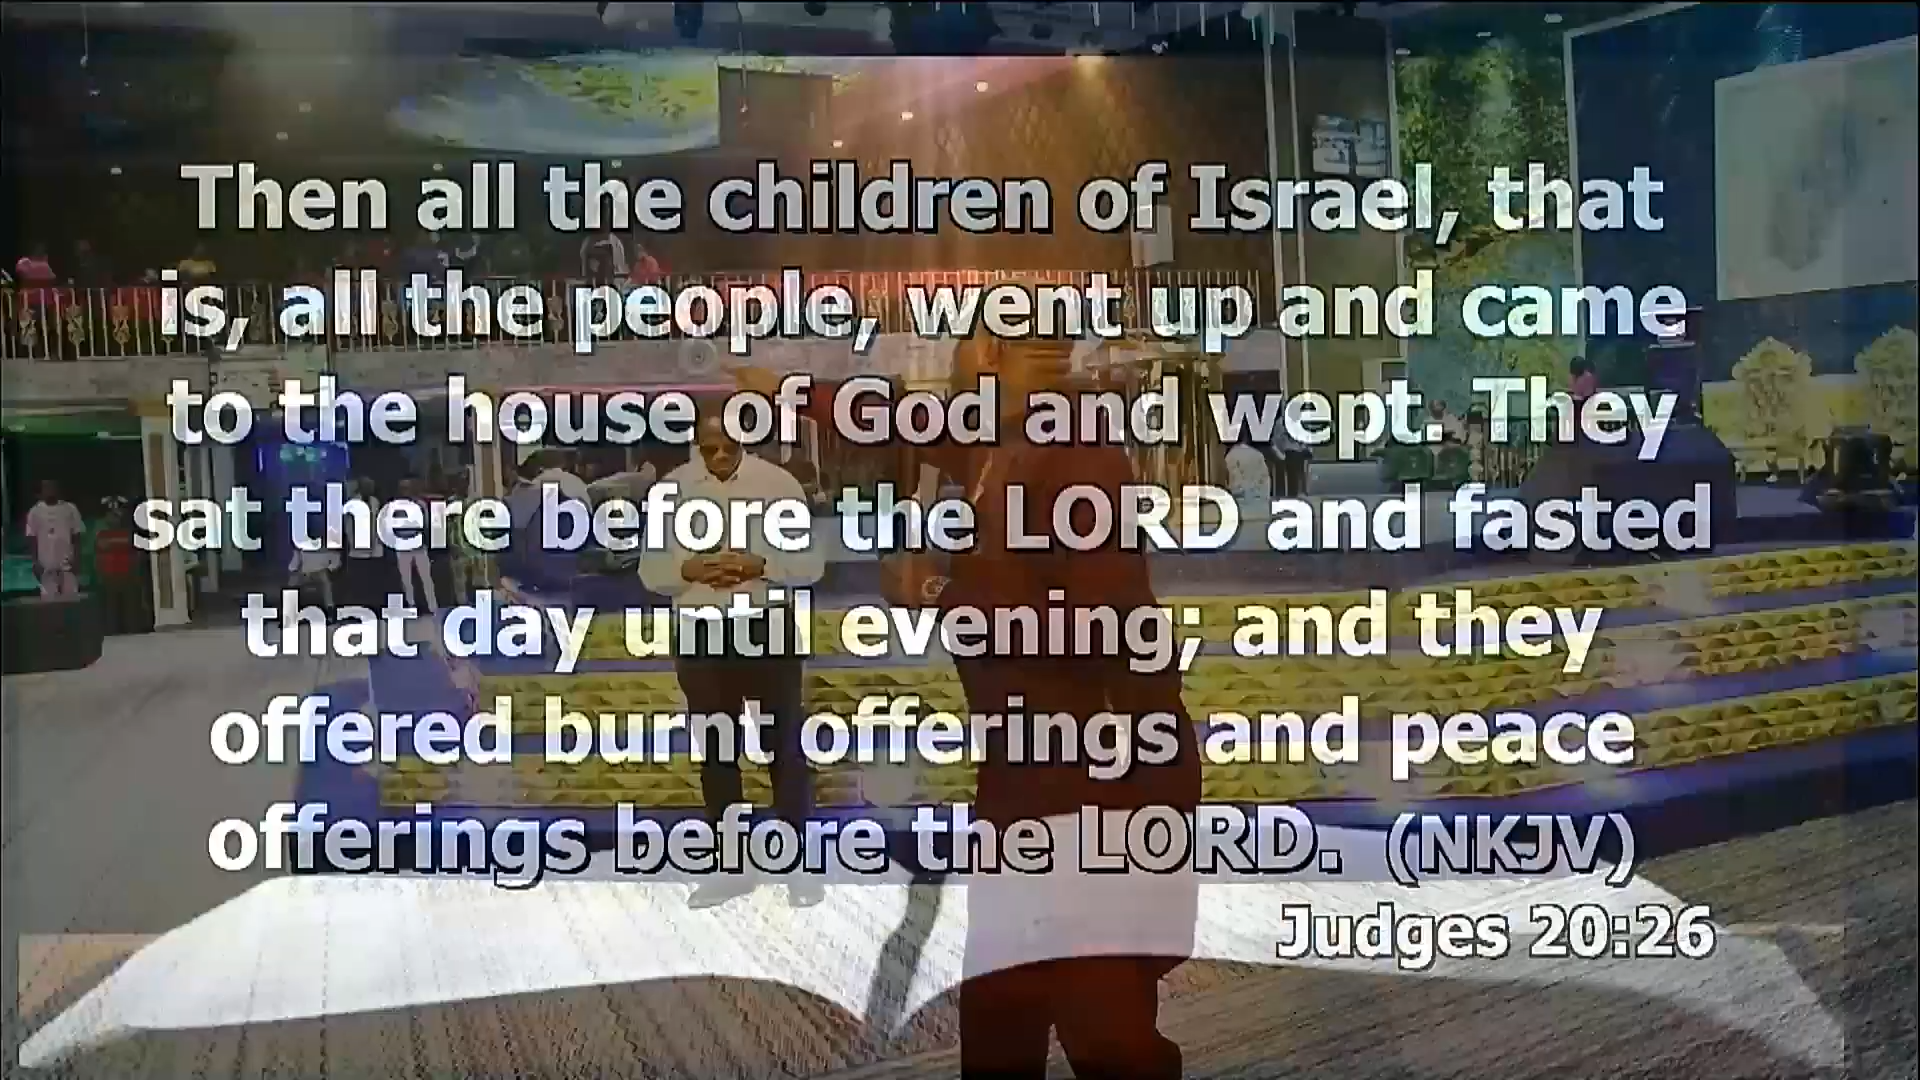 Then all the children of Israel, that
is, all the people, went up and came
to the house of God and wept. They
sat there before the LORD and fasted
that day until evening; and they
offered burnt offerings and peace
offerings before the LORD. (NKJV)
Judges 20:26